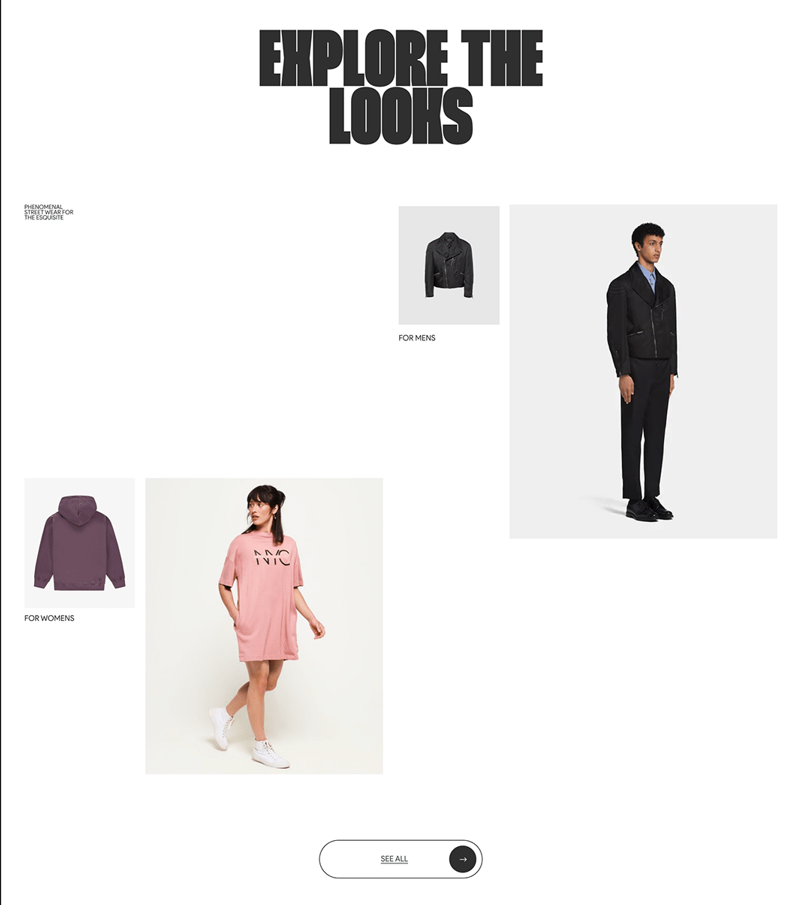 EXPLORE THE
LOOKS
PHENOMENAL
STREET WEAR FOR
THE ESQUISITE
FOR MENS
NYC
FOR WOMENS
SEE ALL